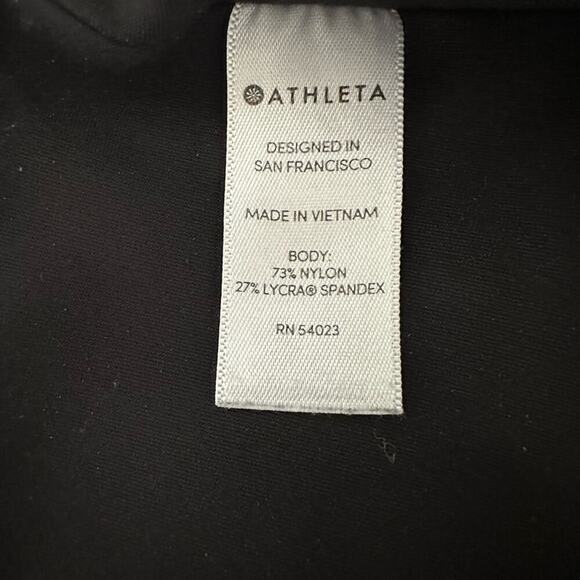 ATHLETA
DESIGNED IN
SAN FRANCISCO
MADE IN VIETNAM
BODY:
73% NYLON
27% LYCRA® SPANDEX
RN 54023